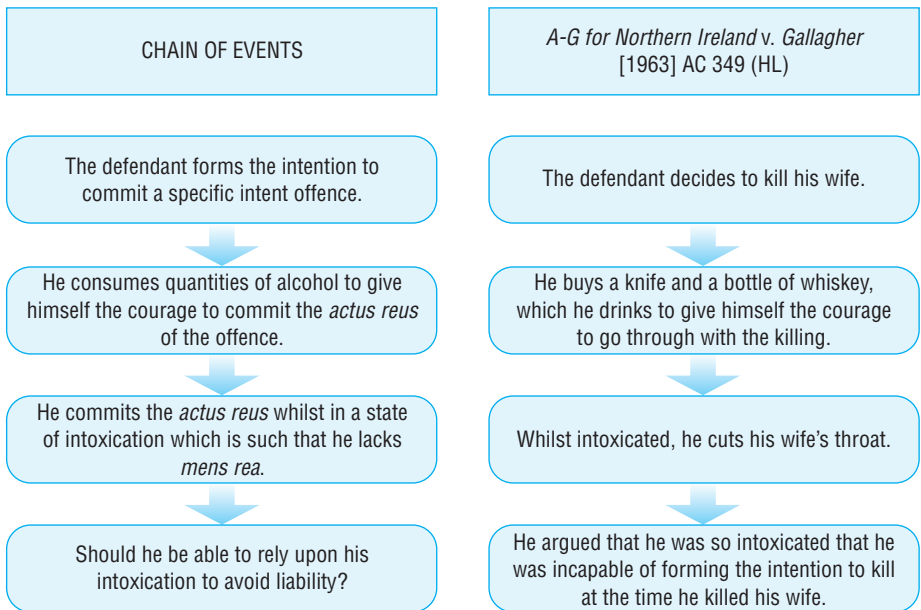 CHAIN OF EVENTS
The defendant forms the intention to
commit a specific intent offence.
He consumes quantities of alcohol to give
himself the courage to commit the actus reus
of the offence.
He commits the actus reus whilst in a state
of intoxication which is such that he lacks
mens rea.
Should he be able to rely upon his
intoxication to avoid liability?
A-G for Northern Ireland v. Gallagher
[1963] AC 349 (HL)
The defendant decides to kill his wife.
He buys a knife and a bottle of whiskey,
which he drinks to give himself the courage
to go through with the killing.
Whilst intoxicated, he cuts his wife's throat.
He argued that he was so intoxicated that he
was incapable of forming the intention to kill
at the time he killed his wife.